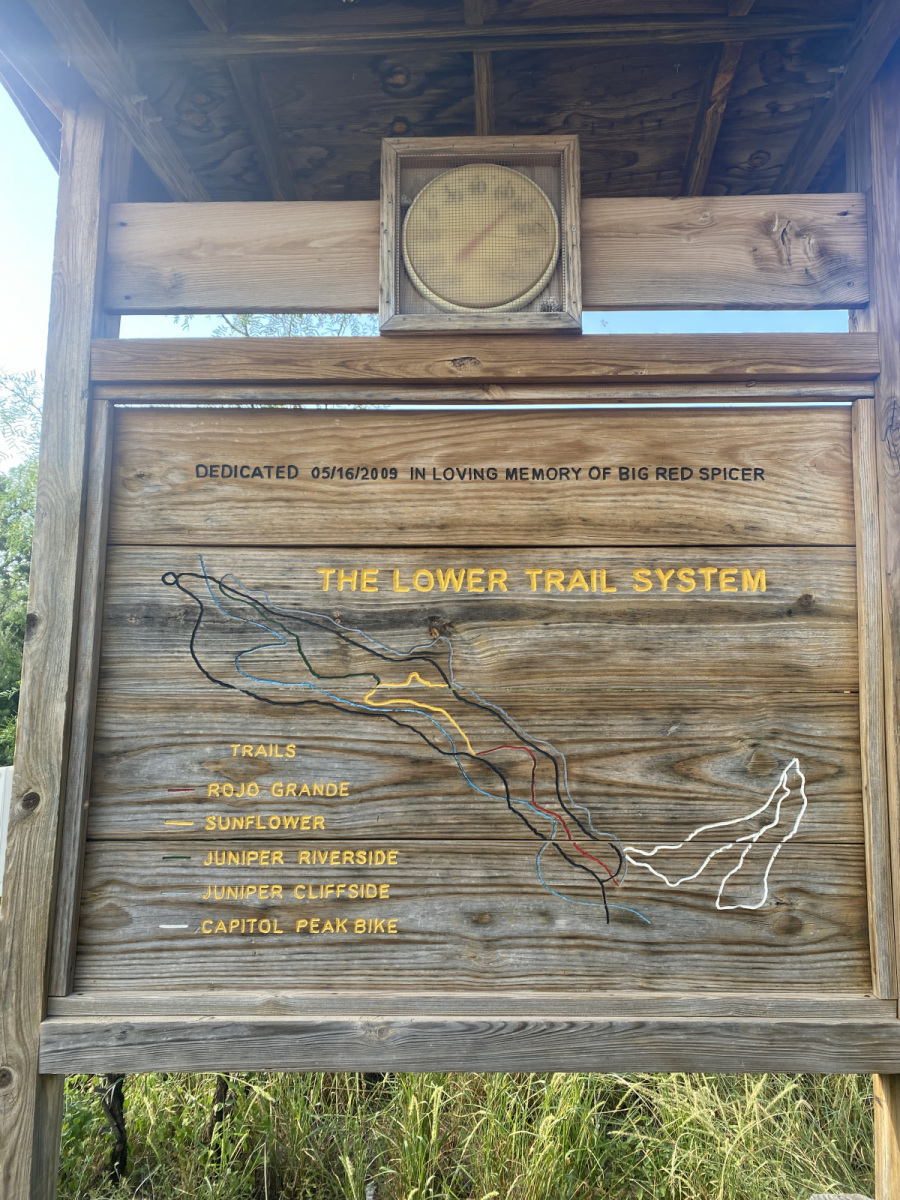 DEDICATED 05/16/2009 IN LOVING MEMORY OF BIG RED SPICER
THE LOWER TRAIL SYSTEM
TRAILS
ROJO GRANDE
SUNFLOWER
JUNIPER RIVERSIDE
JUNIPER CLIFFSIDE
CAPITOL PEAK BIKE